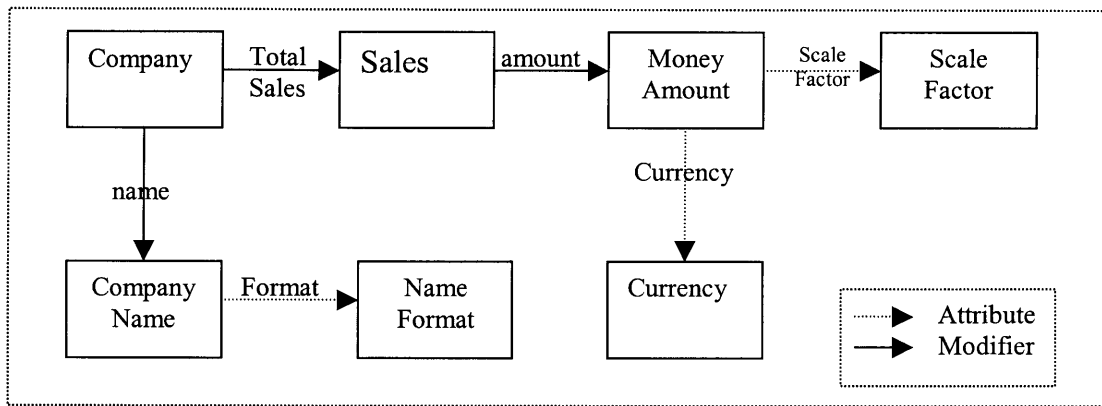 Company
Total
Sales
Sales
amount
Money
Amount
Scale
Factor
Scale
Factor
name
Currency
Company
Name
Format
Name
Format
Currency
Attribute
Modifier